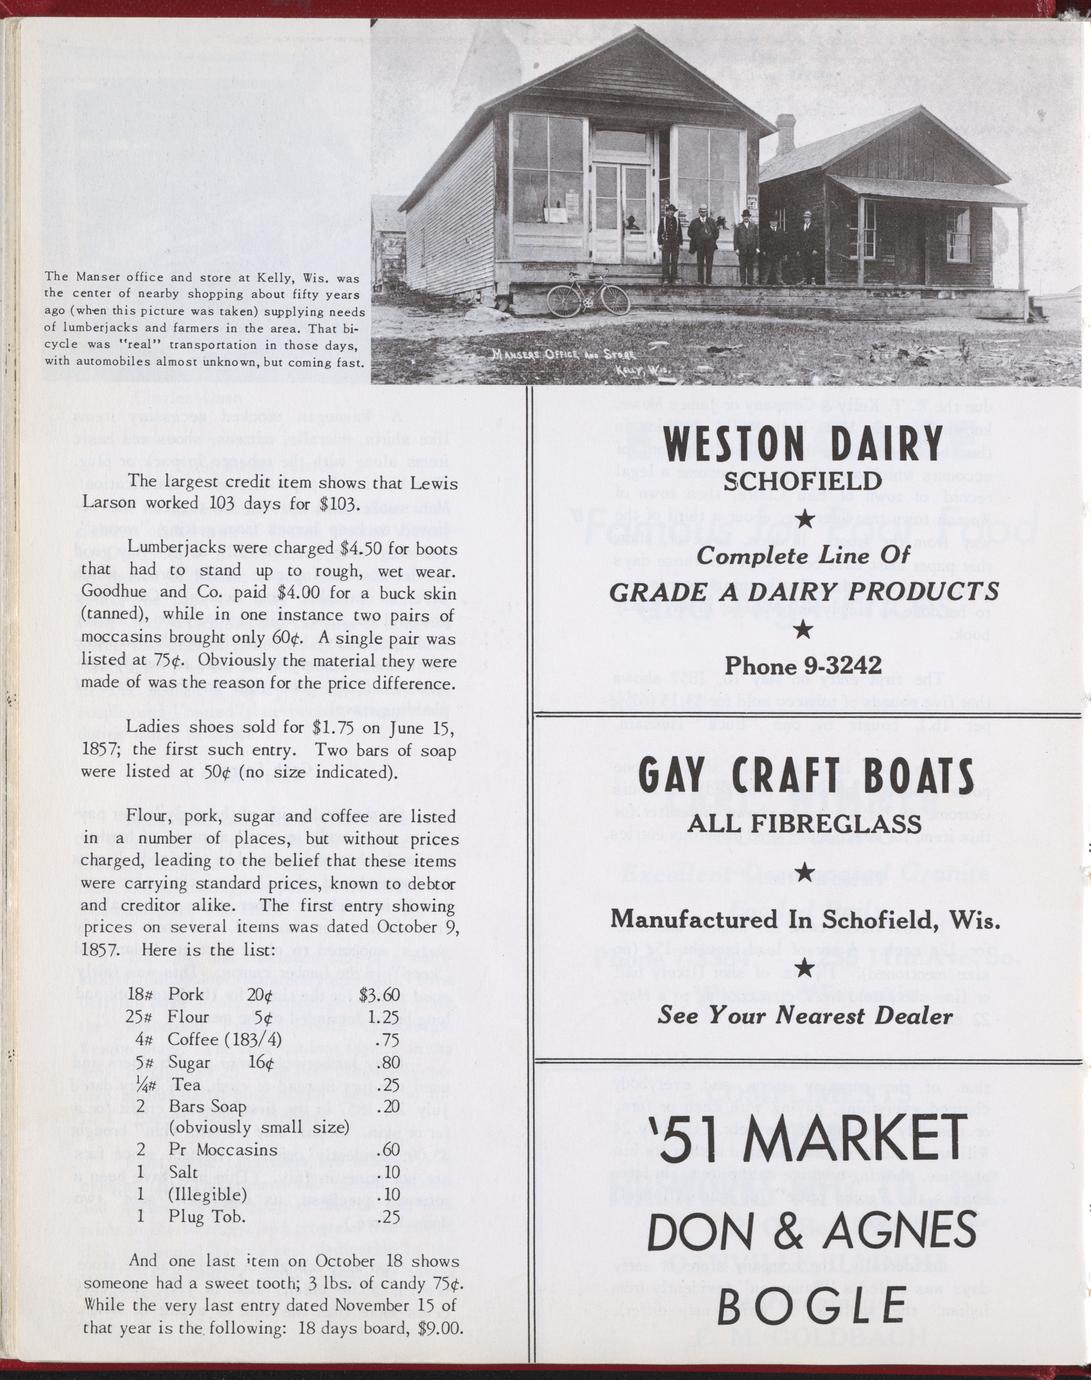 The Manser office and store at Kelly, Wis. was
the center of nearby shopping about fifty years
ago (when this picture was taken) supplying needs
of lumberjacks and farmers in the area. That bi-
cycle was "real" transportation in those days,
with automobiles almost unknown, but coming fast.
MANSERS OFFICE AND STORE
KELLY, WIS.
The largest credit item shows that Lewis
Larson worked 103 days for $103.
Lumberjacks were charged $4.50 for boots
that had to stand up to rough, wet wear.
Goodhue and Co. paid $4.00 for a buck skin
(tanned), while in one instance two pairs of
moccasins brought only 60¢. A single pair was
listed at 75¢. Obviously the material they were
made of was the reason for the price difference.
Ladies shoes sold for $1.75 on June 15,
1857; the first such entry. Two bars of soap
were listed at 50¢ (no size indicated).
Flour, pork, sugar and coffee are listed
in a number of places, but without prices
charged, leading to the belief that these items
were carrying standard prices, known to debtor
and creditor alike. The first entry showing
prices on several items was dated October 9,
1857. Here is the list:
18# Pork 20¢ $3.60
25# Flour 5¢ 1.25
4# Coffee (183/4) .75
5# Sugar 16¢ .80
¼# Tea .25
2 Bars Soap .20
(obviously small size)
2 Pr Moccasins .60
1 Salt .10
1 (Illegible) .10
1 Plug Tob. .25
And one last item on October 18 shows
someone had a sweet tooth; 3 lbs. of candy 75¢.
While the very last entry dated November 15 of
that year is the following: 18 days board, $9.00.
WESTON DAIRY
SCHOFIELD
★
Complete Line Of
GRADE A DAIRY PRODUCTS
★
Phone 9-3242
GAY CRAFT BOATS
ALL FIBREGLASS
★
Manufactured In Schofield, Wis.
★
See Your Nearest Dealer
'51 MARKET
DON & AGNES
BOGLE